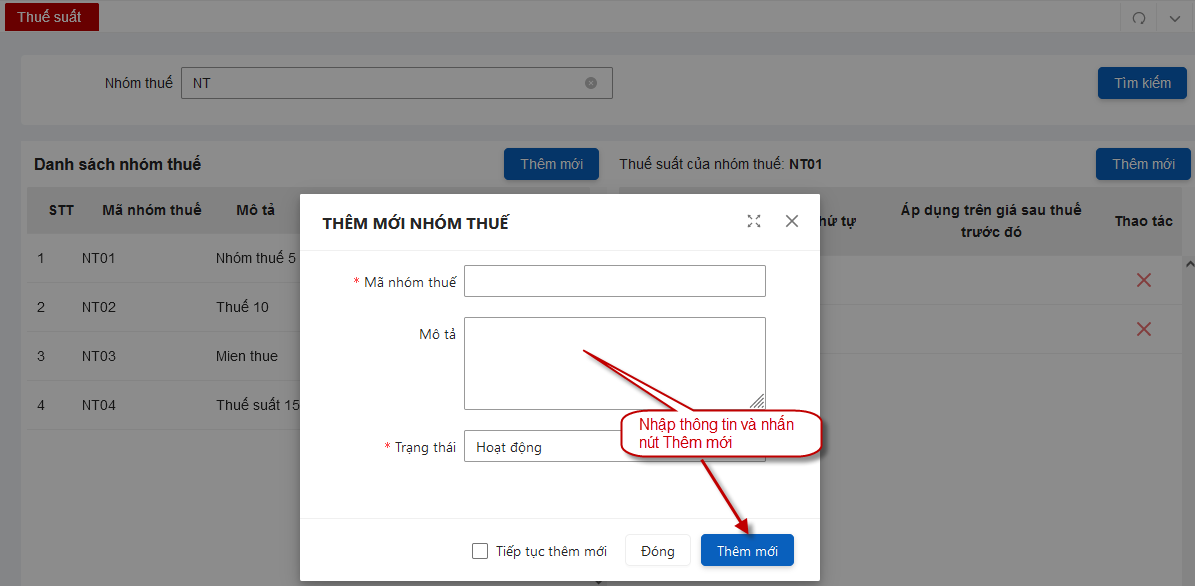 Thuế suất
Nhóm thuế NT Tìm kiếm
Danh sách nhóm thuế Thêm mới
Thuế suất của nhóm thuế: NT01 Thêm mới
STT Mã nhóm thuế Mô tả
hứ tự Áp dụng trên giá sau thuế trước đó Thao tác
1 NT01 Nhóm thuế 5
2 NT02 Thuế 10
3 NT03 Mien thue
4 NT04 Thuế suất 15
THÊM MỚI NHÓM THUẾ
* Mã nhóm thuế
Mô tả
* Trạng thái Hoạt động
Nhập thông tin và nhấn
nút Thêm mới
Tiếp tục thêm mới Đóng Thêm mới